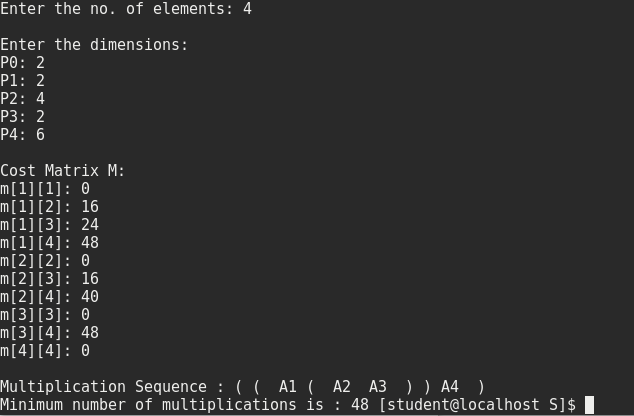 Enter the no. of elements: 4
Enter the dimensions:
P0: 2
P1: 2
P2: 4
P3: 2
P4: 6
Cost Matrix M:
m[1][1]: 0
m[1][2]: 16
m[1][3]: 24
m[1][4]: 48
m[2][2]: 0
m[2][3]: 16
m[2][4]: 40
m[3][3]: 0
m[3][4]: 48
m[4][4]: 0
Multiplication Sequence : ( (  A1 (  A2  A3  ) ) A4  )
Minimum number of multiplications is : 48 [student@localhost S]$